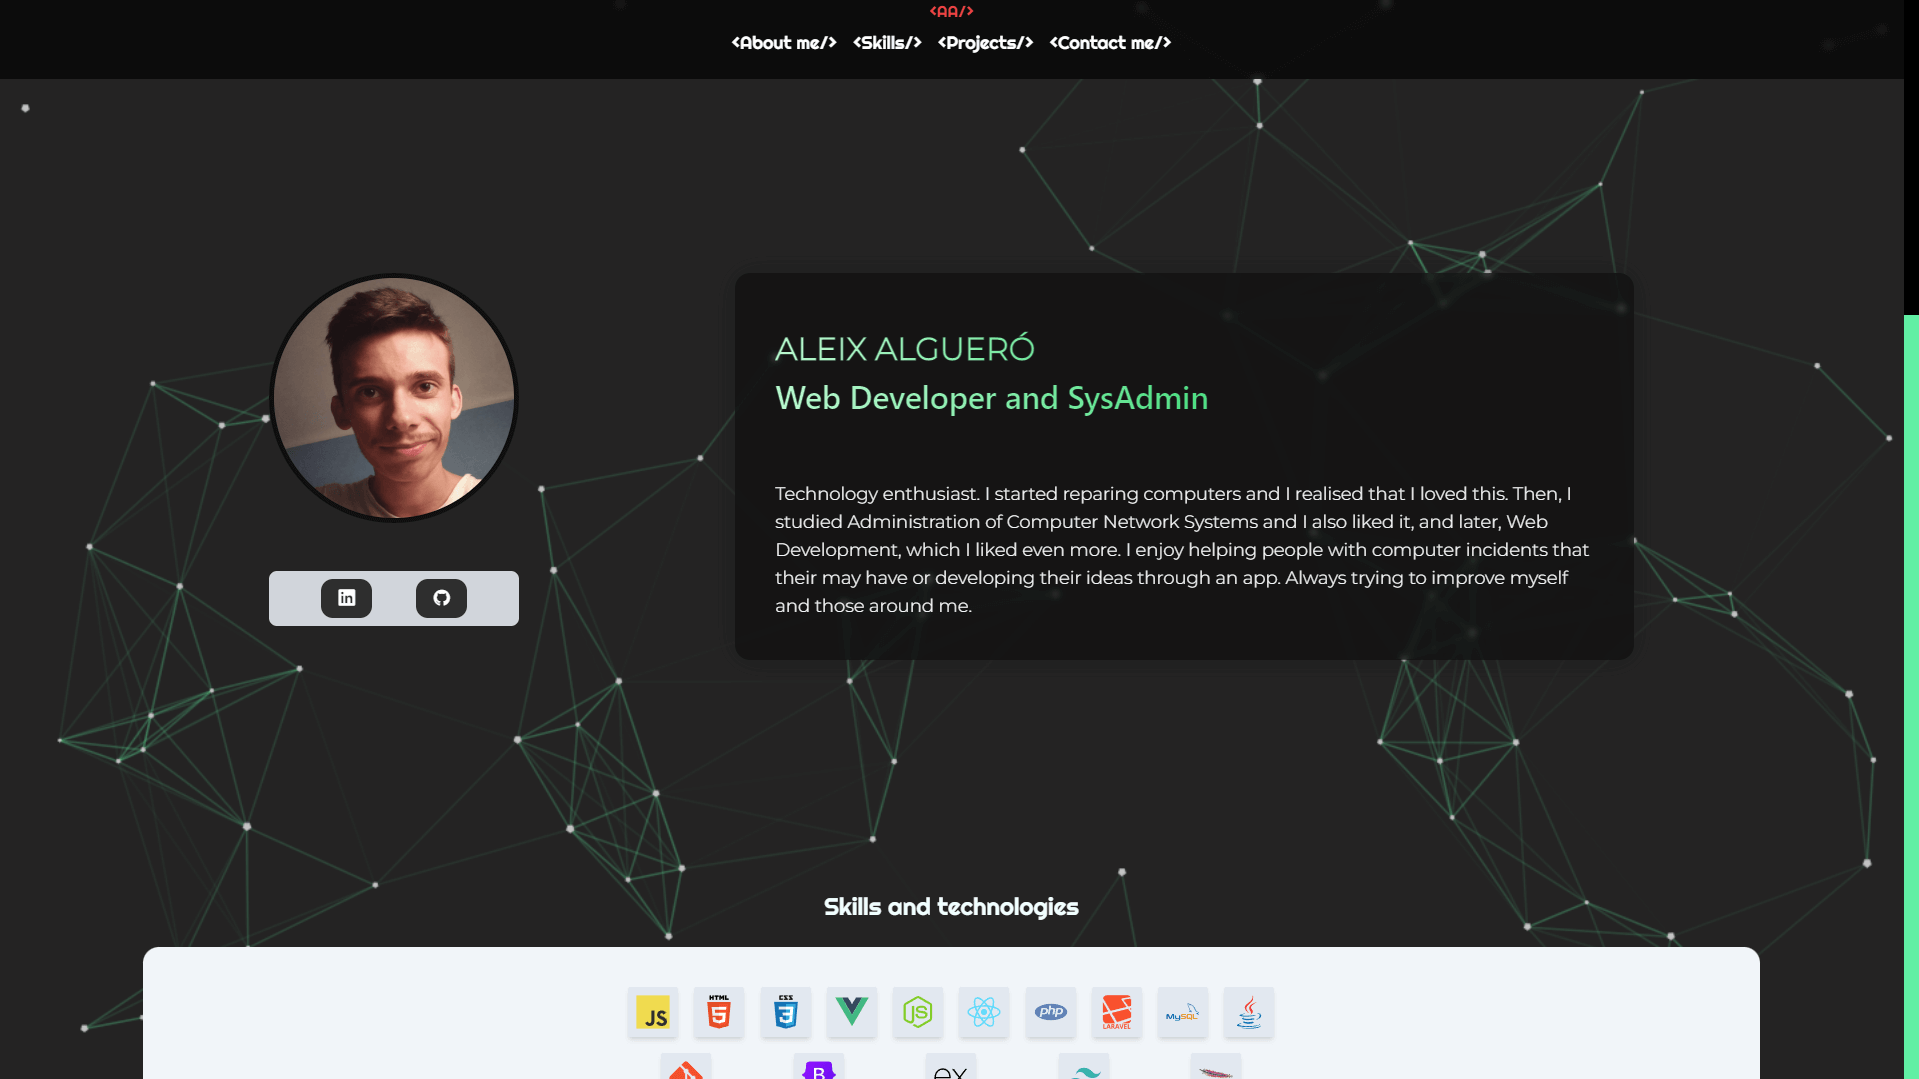 <AA/>
<About me/> <Skills/> <Projects/> <Contact me/>
ALEIX ALGUERÓ
Web Developer and SysAdmin
Technology enthusiast. I started reparing computers and I realised that I loved this. Then, I
studied Administration of Computer Network Systems and I also liked it, and later, Web
Development, which I liked even more. I enjoy helping people with computer incidents that
their may have or developing their ideas through an app. Always trying to improve myself
and those around me.
in
Skills and technologies
JS HTML 5 CSS 3 JS php LARAVEL MySQL
B ex